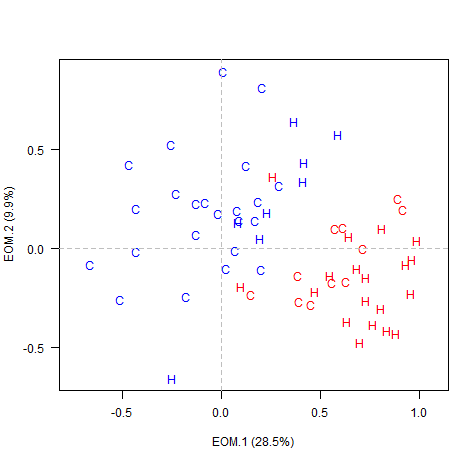 C
C
H
H
C
0.5
C C H
H H C
C C
C C C C C
C C H
C H C
C C H
C H H H
0.0 C C C
C C C H H H
C H C C H
H C H H C
C C C H H
H H H H
H
-0.5
H
-0.5 0.0 0.5 1.0
EOM.1 (28.5%)
EOM.2 (9.9%)